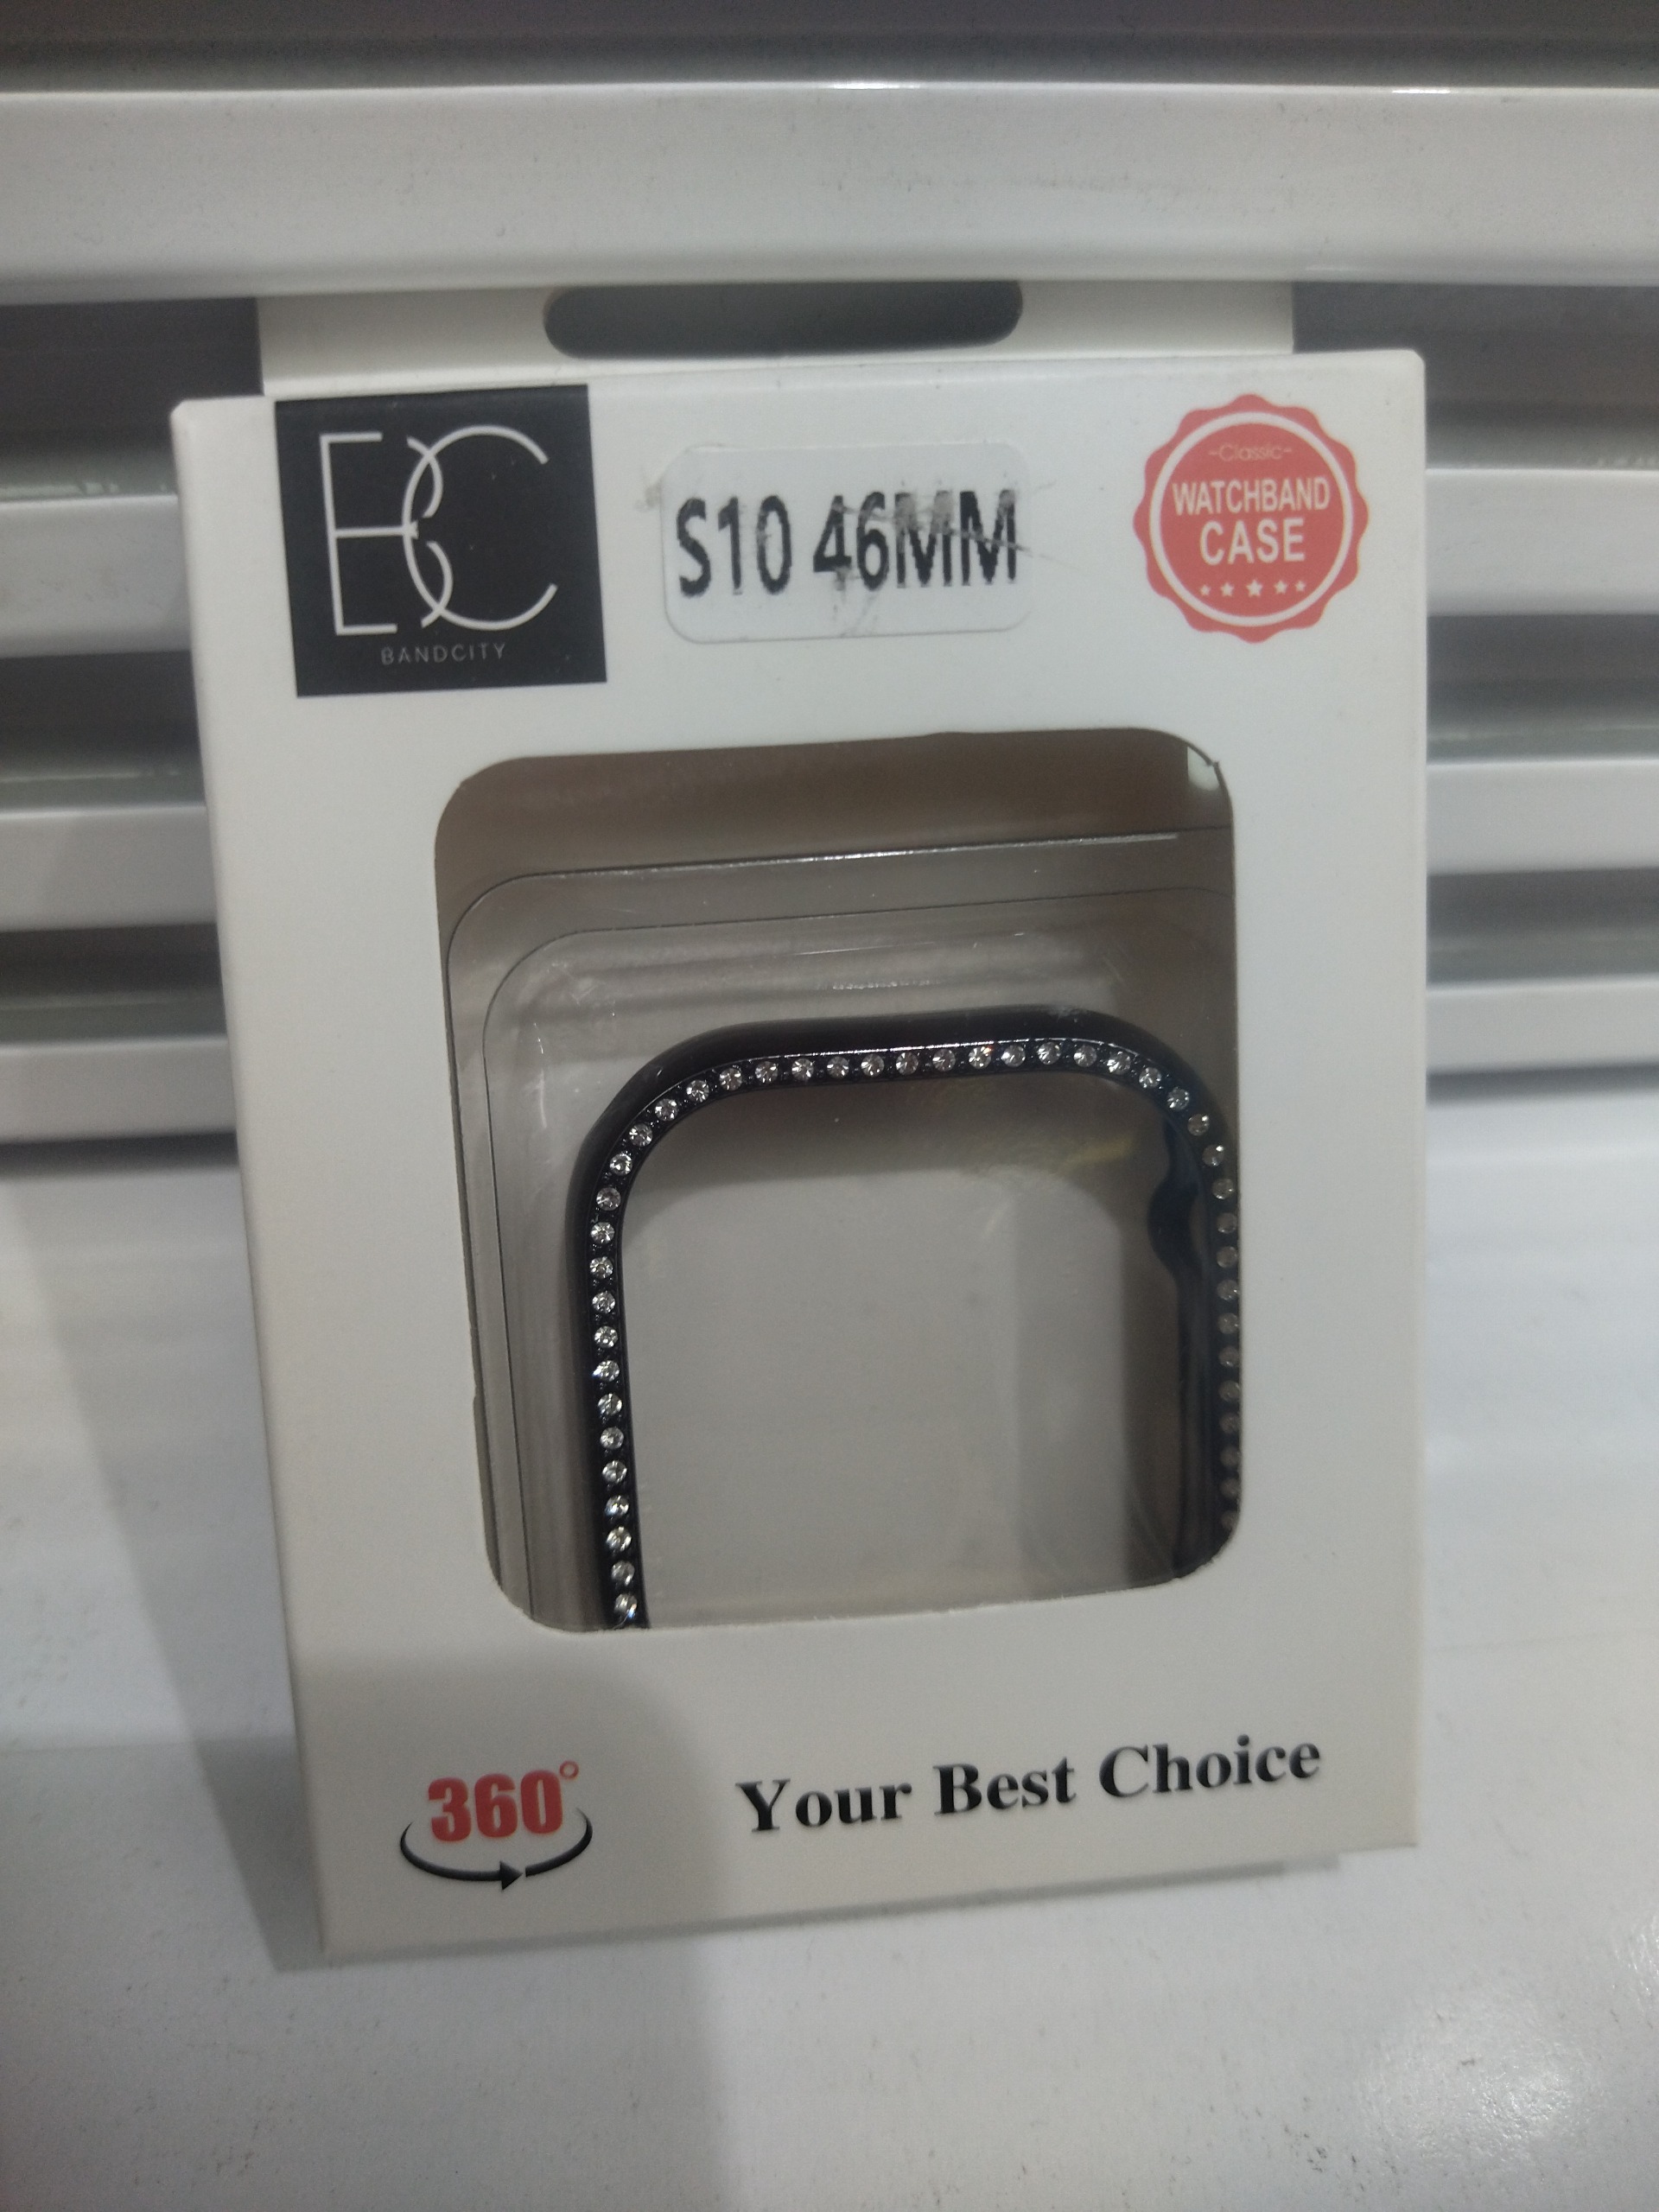 BC
BANDCITY
S10 46MM
~Classic~
WATCHBAND
CASE
360°
Your Best Choice